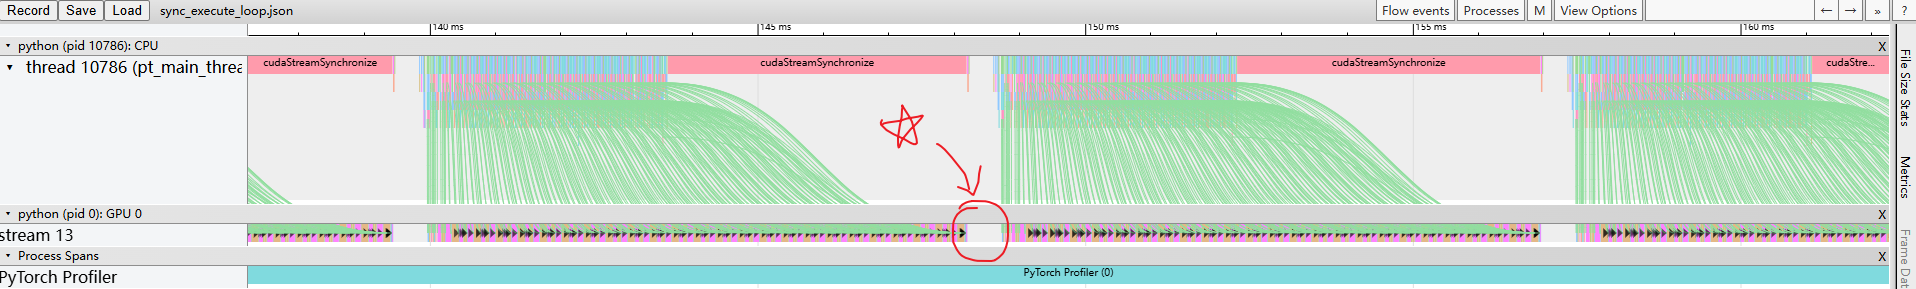 Record Save Load sync_execute_loop.json Flow events Processes M View Options ← → » ?
140 ms 145 ms 150 ms 155 ms 160 ms
python (pid 10786): CPU X
thread 10786 (pt_main_threa
cudaStreamSynchronize cudaStreamSynchronize cudaStreamSynchronize cudaStre...
python (pid 0): GPU 0 X
stream 13
Process Spans X
PyTorch Profiler
PyTorch Profiler (0)
File Size Stats
Metrics
Frame Dat